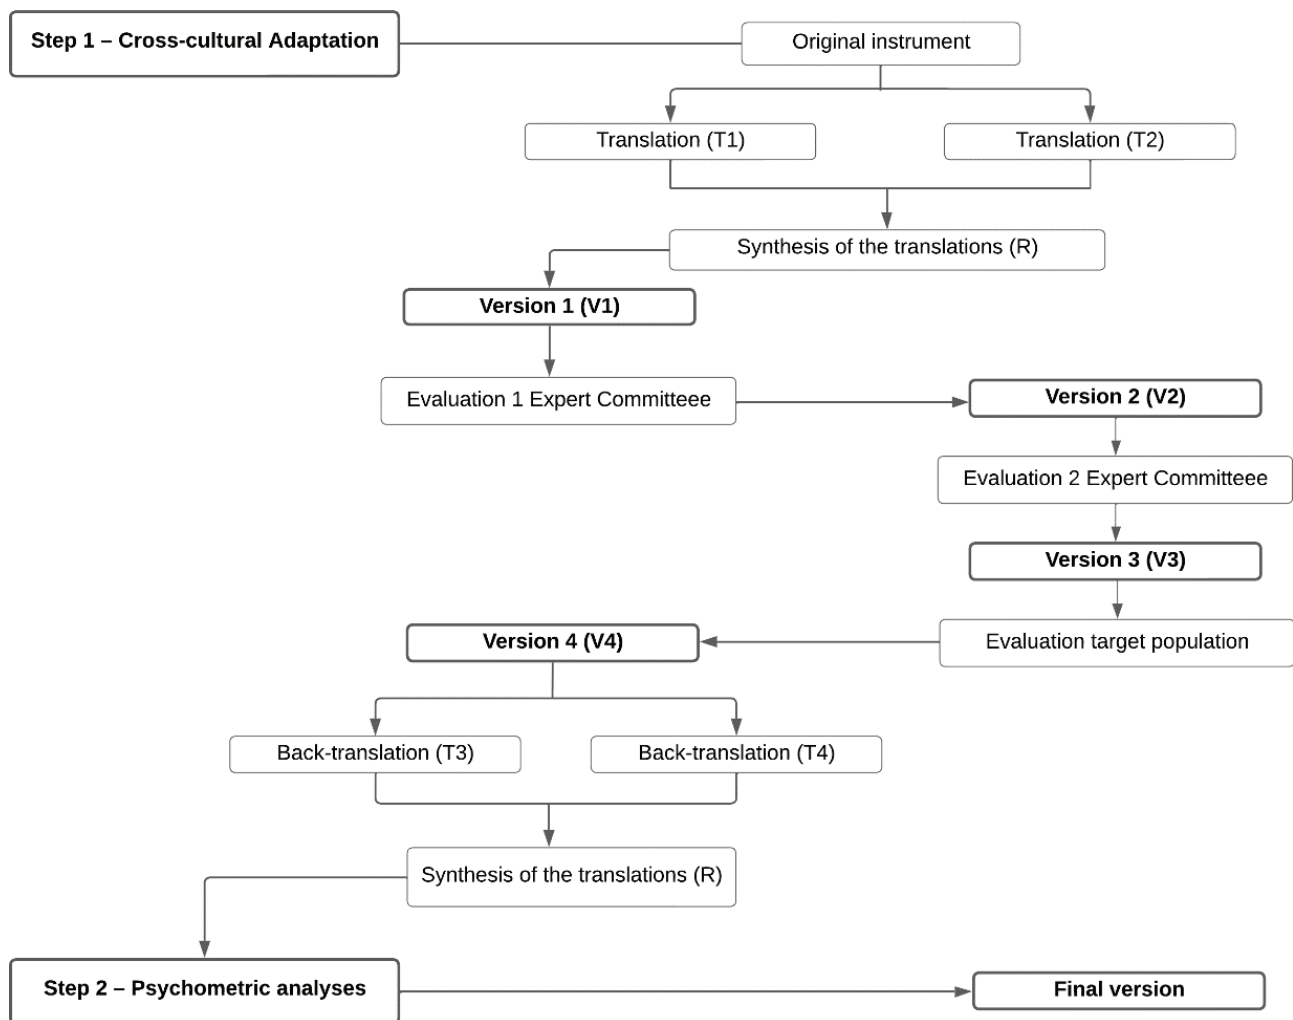 Step 1 – Cross-cultural Adaptation
Original instrument
Translation (T1)
Translation (T2)
Synthesis of the translations (R)
Version 1 (V1)
Evaluation 1 Expert Committeee
Version 2 (V2)
Evaluation 2 Expert Committeee
Version 3 (V3)
Evaluation target population
Version 4 (V4)
Back-translation (T3)
Back-translation (T4)
Synthesis of the translations (R)
Step 2 – Psychometric analyses
Final version